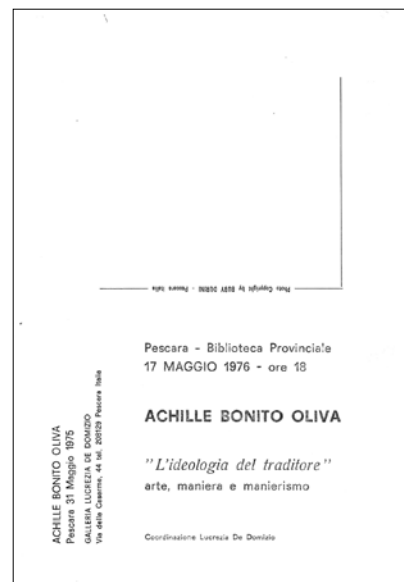 Photo Copyright by BUBY DURINI - Pescara Italia
Pescara - Biblioteca Provinciale
17 MAGGIO 1976 - ore 18
ACHILLE BONITO OLIVA
"L'ideologia del traditore"
arte, maniera e manierismo
Coordinazione Lucrezia De Domizio
ACHILLE BONITO OLIVA
Pescara 31 Maggio 1975
GALLERIA LUCREZIA DE DOMIZIO
Via delle Caserme, 44 tel. 208129 Pescara Italia